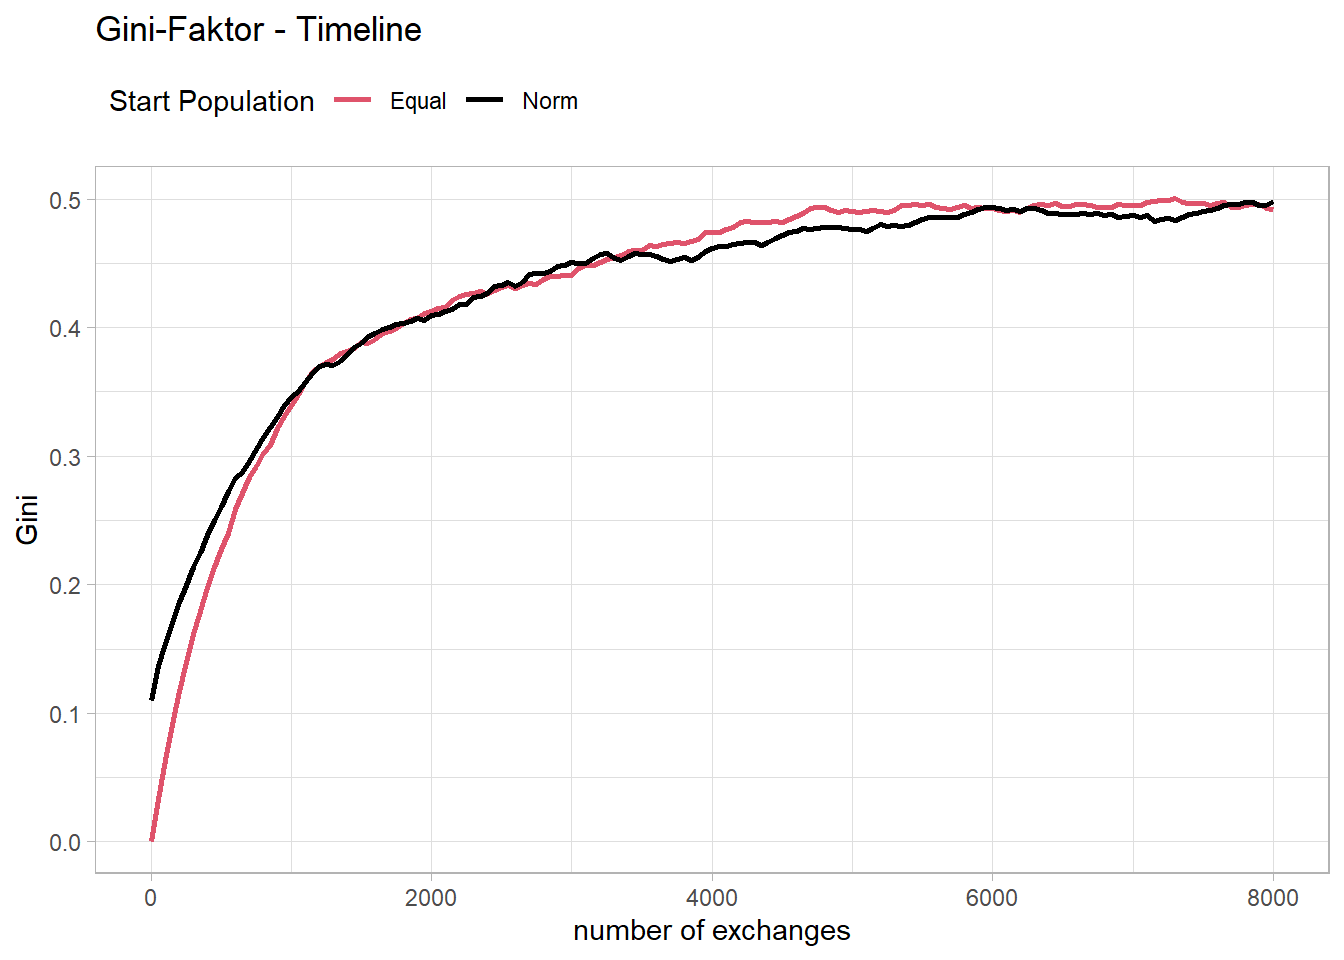 Gini-Faktor - Timeline
Start Population Equal Norm
Gini
0.5
0.4
0.3
0.2
0.1
0.0
0 2000 4000 6000 8000
number of exchanges